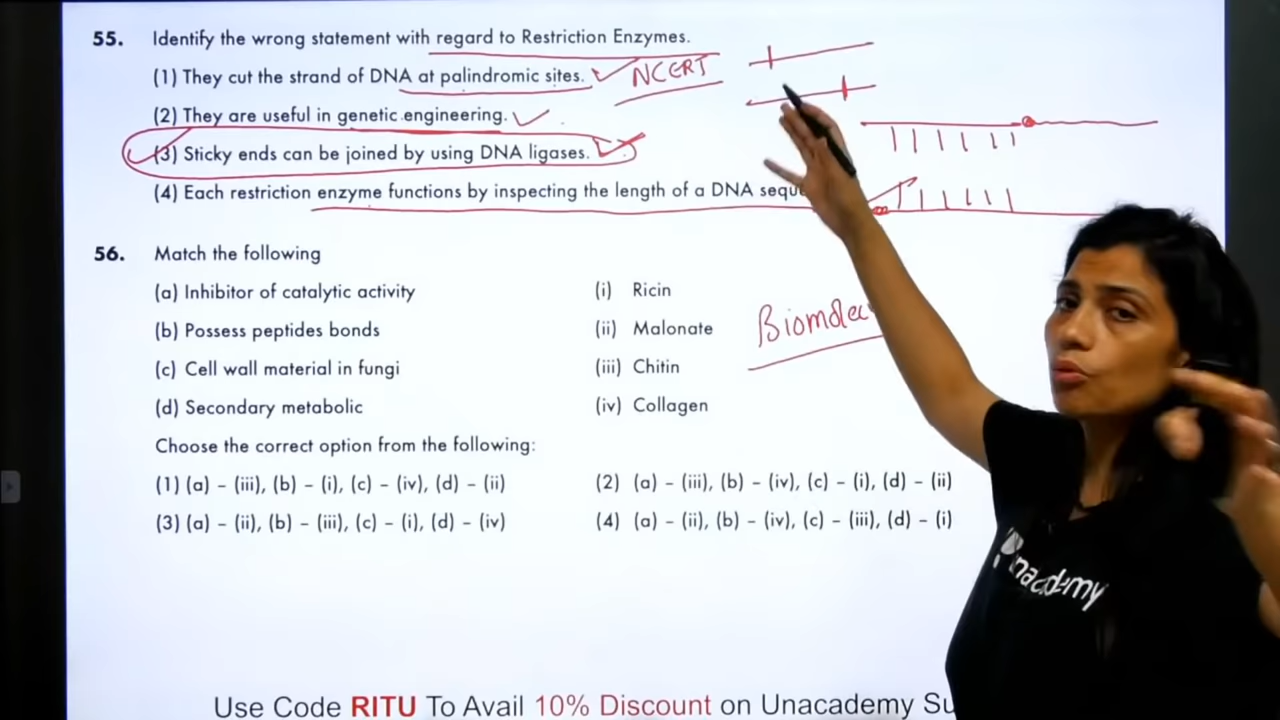 55. Identify the wrong statement with regard to Restriction Enzymes.
(1) They cut the strand of DNA at palindromic sites. NCERT
(2) They are useful in genetic engineering.
(3) Sticky ends can be joined by using DNA ligases.
(4) Each restriction enzyme functions by inspecting the length of a DNA
56. Match the following
(a) Inhibitor of catalytic activity (i) Ricin
(b) Possess peptides bonds (ii) Malonate
(c) Cell wall material in fungi (iii) Chitin
(d) Secondary metabolic (iv) Collagen
Choose the correct option from the following:
(1) (a) – (iii), (b) – (i), (c) – (iv), (d) – (ii) (2) (a) – (iii), (b) – (iv), (c) – (i), (d) – (ii)
(3) (a) – (ii), (b) – (iii), (c) – (i), (d) – (iv) (4) (a) – (ii), (b) – (iv), (c) – (iii), (d) – (i)
unacademy
Use Code RITU To Avail 10% Discount on Unacademy